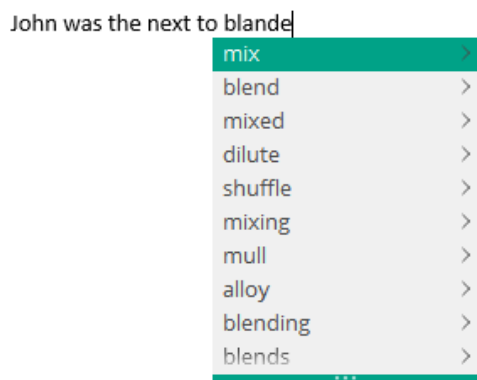 John was the next to blande
mix
blend
mixed
dilute
shuffle
mixing
mull
alloy
blending
blends